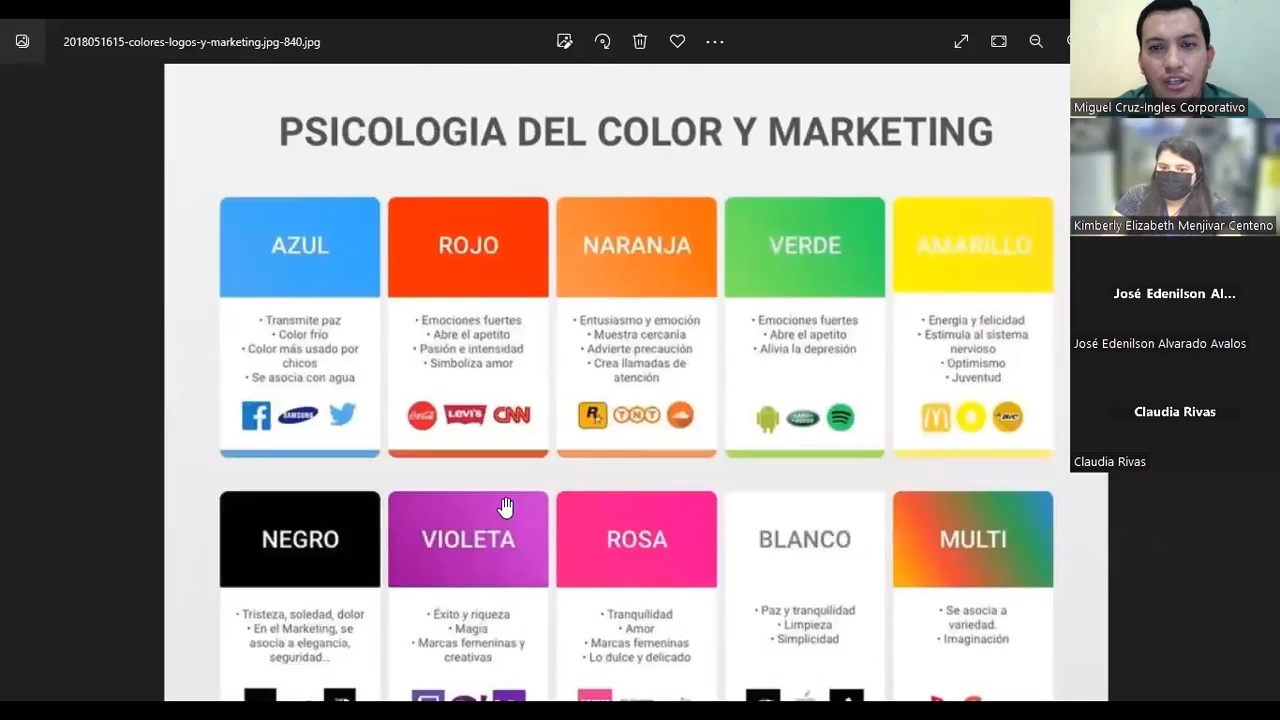 2018051615-colores-logos-y-marketing.jpg-840.jpg
PSICOLOGIA DEL COLOR Y MARKETING
AZUL
• Transmite paz
• Color frío
• Color más usado por
chicos
• Se asocia con agua
SAMSUNG
ROJO
• Emociones fuertes
• Abre el apetito
• Pasión e intensidad
• Simboliza amor
Coca-Cola
LEVI'S
CNN
NARANJA
• Entusiasmo y emoción
• Muestra cercanía
• Advierte precaución
• Crea llamadas de
atención
R
TNT
VERDE
• Emociones fuertes
• Abre el apetito
• Alivia la depresión
AMARILLO
• Energia y felicidad
• Estimula al sistema
nervioso
• Optimismo
• Juventud
BIC
NEGRO
• Tristeza, soledad, dolor
• En el Marketing, se
asocia a elegancia,
seguridad...
VIOLETA
• Éxito y riqueza
• Magia
• Marcas femeninas y
creativas
ROSA
• Tranquilidad
• Amor
• Marcas femeninas
• Lo dulce y delicado
BLANCO
• Paz y tranquilidad
• Limpieza
• Simplicidad
MULTI
• Se asocia a
variedad.
• Imaginación
Miguel Cruz-Ingles Corporativo
Kimberly Elizabeth Menjivar Centeno
José Edenilson Al...
José Edenilson Alvarado Avalos
Claudia Rivas
Claudia Rivas